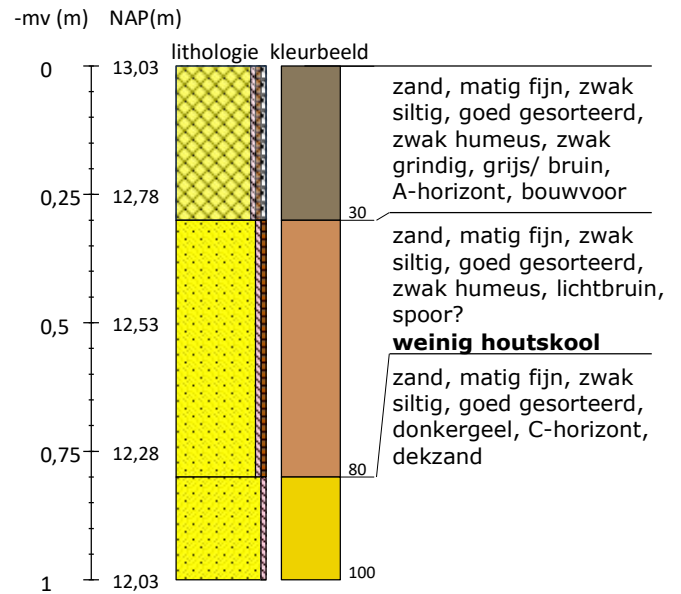 -mv (m) NAP(m)
lithologie kleurbeeld
0 13,03
zand, matig fijn, zwak
siltig, goed gesorteerd,
zwak humeus, zwak
grindig, grijs/ bruin,
A-horizont, bouwvoor
0,25 12,78
30
zand, matig fijn, zwak
siltig, goed gesorteerd,
zwak humeus, lichtbruin,
spoor?
weinig houtskool
0,5 12,53
zand, matig fijn, zwak
siltig, goed gesorteerd,
donkergeel, C-horizont,
dekzand
0,75 12,28
80
100
1 12,03